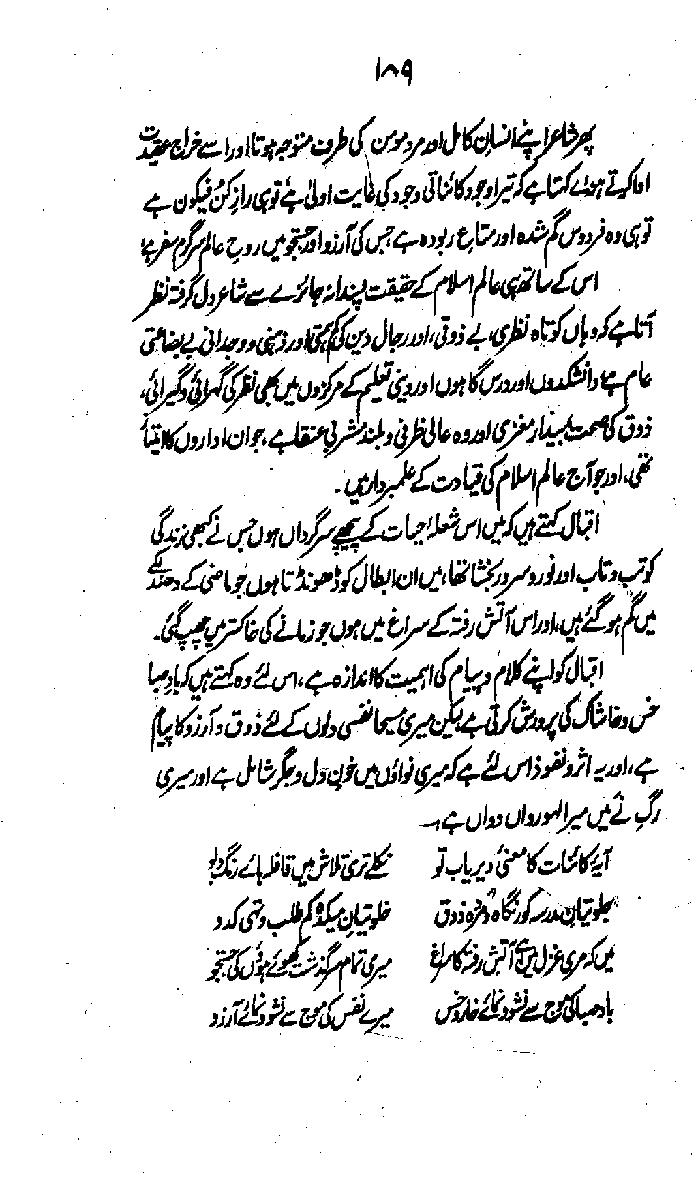 ۱۸۹
پھر شاعر اپنے انسان کامل اور مرد مومن کی طرف متوجہ ہوتا اور اسے خراج عقیدت
ادا کرتے ہوئے کہتا ہے کہ تیرا وجود کائناتی وجود کی غایت اولیٰ ہے تو ہی راز کن فیکون ہے
تو ہی وہ فردوس گم شدہ اور متاع ربودہ ہے جس کی آرزو اور جستجو میں روح عالم سرگرم سفر ہے،
اس کے ساتھ ہی عالم اسلام کے حقیقت پسندانہ جائزے سے شاعر دل گرفتہ نظر
آتا ہے کہ وہاں کوتاہ نظری، بے ذوقی، اور رجال دین کی کم ہمتی اور ذہنی و وجدانی بے بضاعتی
عام ہے، دانشکدوں اور درس گاہوں اور دینی تعلیم کے مرکزوں میں بھی نظر کی گہرائی و گیرائی،
ذوق کی صحت بیدار مغزی اور وہ عالی ظرفی و بلند مشربی عنقا ہے، جو ان اداروں کا امتیاز
تھی، اور جو آج عالم اسلام کی قیادت کے علمبردار ہیں۔
اقبال کہتے ہیں کہ میں اس شعلۂ حیات کے پیچھے سرگرداں ہوں جس نے کبھی زندگی
کو تب و تاب اور نور و سرور بخشا تھا، میں ان ابطال کو ڈھونڈتا ہوں جو ماضی کے دھندلکے
میں گم ہو گئے ہیں، اور اس آتش رفتہ کے سراغ میں ہوں جو زمانے کی خاکستر میں چھپ گئی۔
اقبال کو اپنے کلام و پیام کی اہمیت کا اندازہ ہے، اس لئے وہ کہتے ہیں کہ باد صبا
خس و خاشاک کی پرورش کرتی ہے لیکن میری مسیحا نفسی دلوں کے لئے ذوق و آرزو کا پیام
ہے، اور یہ اثر و نفوذ اس لئے ہے کہ میری نواؤں میں خون دل و جگر شامل ہے اور میری
رگ نے میں میرا لہو رواں دواں ہے۔
آیۂ کائنات کا معنیٔ دیریاب تو نکلے تری تلاش میں قافلہ ہائے رنگ و بو
جلوتیان مدرسہ کور نگاہ و مردہ ذوق خلوتیان میکدہ کم طلب و تہی کدو
میں کہ مری غزل میں ہے آتش رفتہ کا سراغ میری تمام سرگذشت کھوئے ہوؤں کی جستجو
باد صبا کی موج سے نشو و نمائے خار و خس میرے نفس کی موج سے نشو و نمائے آرزو